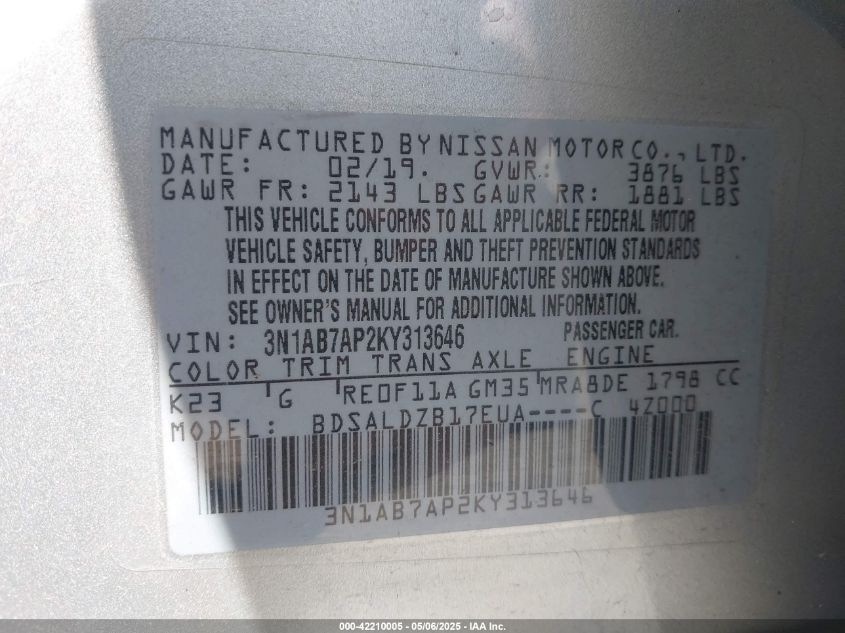 MANUFACTURED BY NISSAN MOTOR CO., LTD.
DATE: 02/19. GVWR: 3876 LBS
GAWR FR: 2143 LBS GAWR RR: 1881 LBS
THIS VEHICLE CONFORMS TO ALL APPLICABLE FEDERAL MOTOR
VEHICLE SAFETY, BUMPER AND THEFT PREVENTION STANDARDS
IN EFFECT ON THE DATE OF MANUFACTURE SHOWN ABOVE.
SEE OWNER'S MANUAL FOR ADDITIONAL INFORMATION.
VIN: 3N1AB7AP2KY313646 PASSENGER CAR.
COLOR TRIM TRANS AXLE ENGINE
K23 G RE0F11A GM35 MRA8DE 1798 CC
MODEL: BDSALDZB17EUA----C 4Z000
3N1AB7AP2KY313646
000-42210005 - 05/06/2025 - IAA Inc.